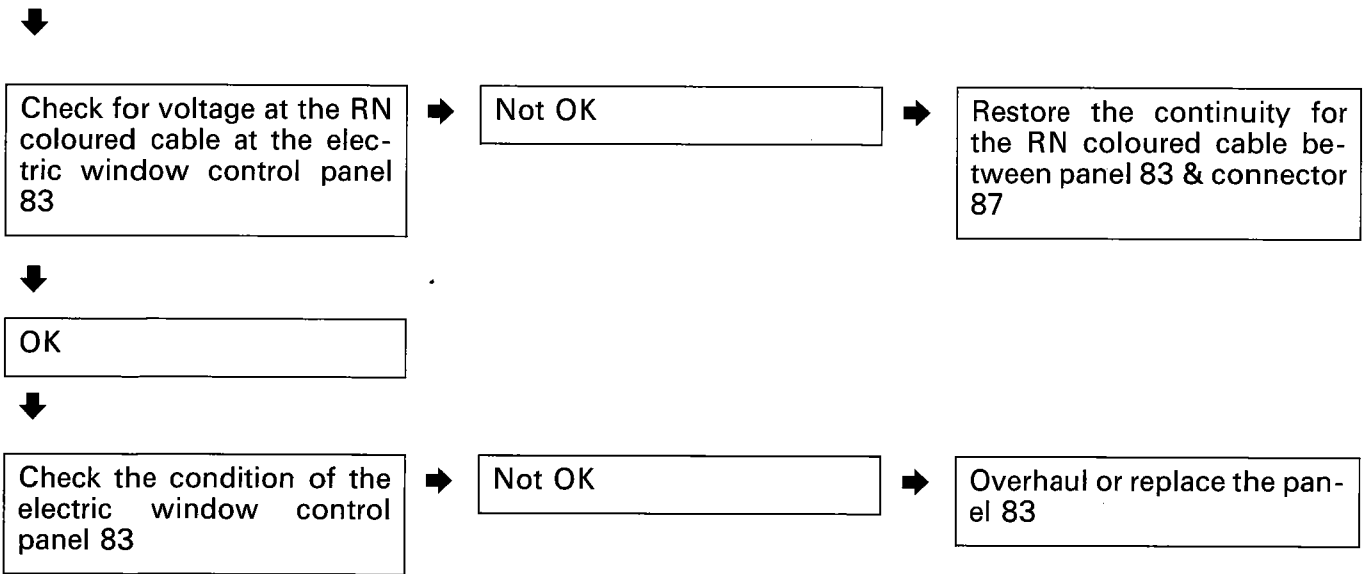 Check for voltage at the RN
coloured cable at the elec-
tric window control panel
83
Not OK
Restore the continuity for
the RN coloured cable be-
tween panel 83 & connector
87
OK
Check the condition of the
electric window control
panel 83
Not OK
Overhaul or replace the pan-
el 83